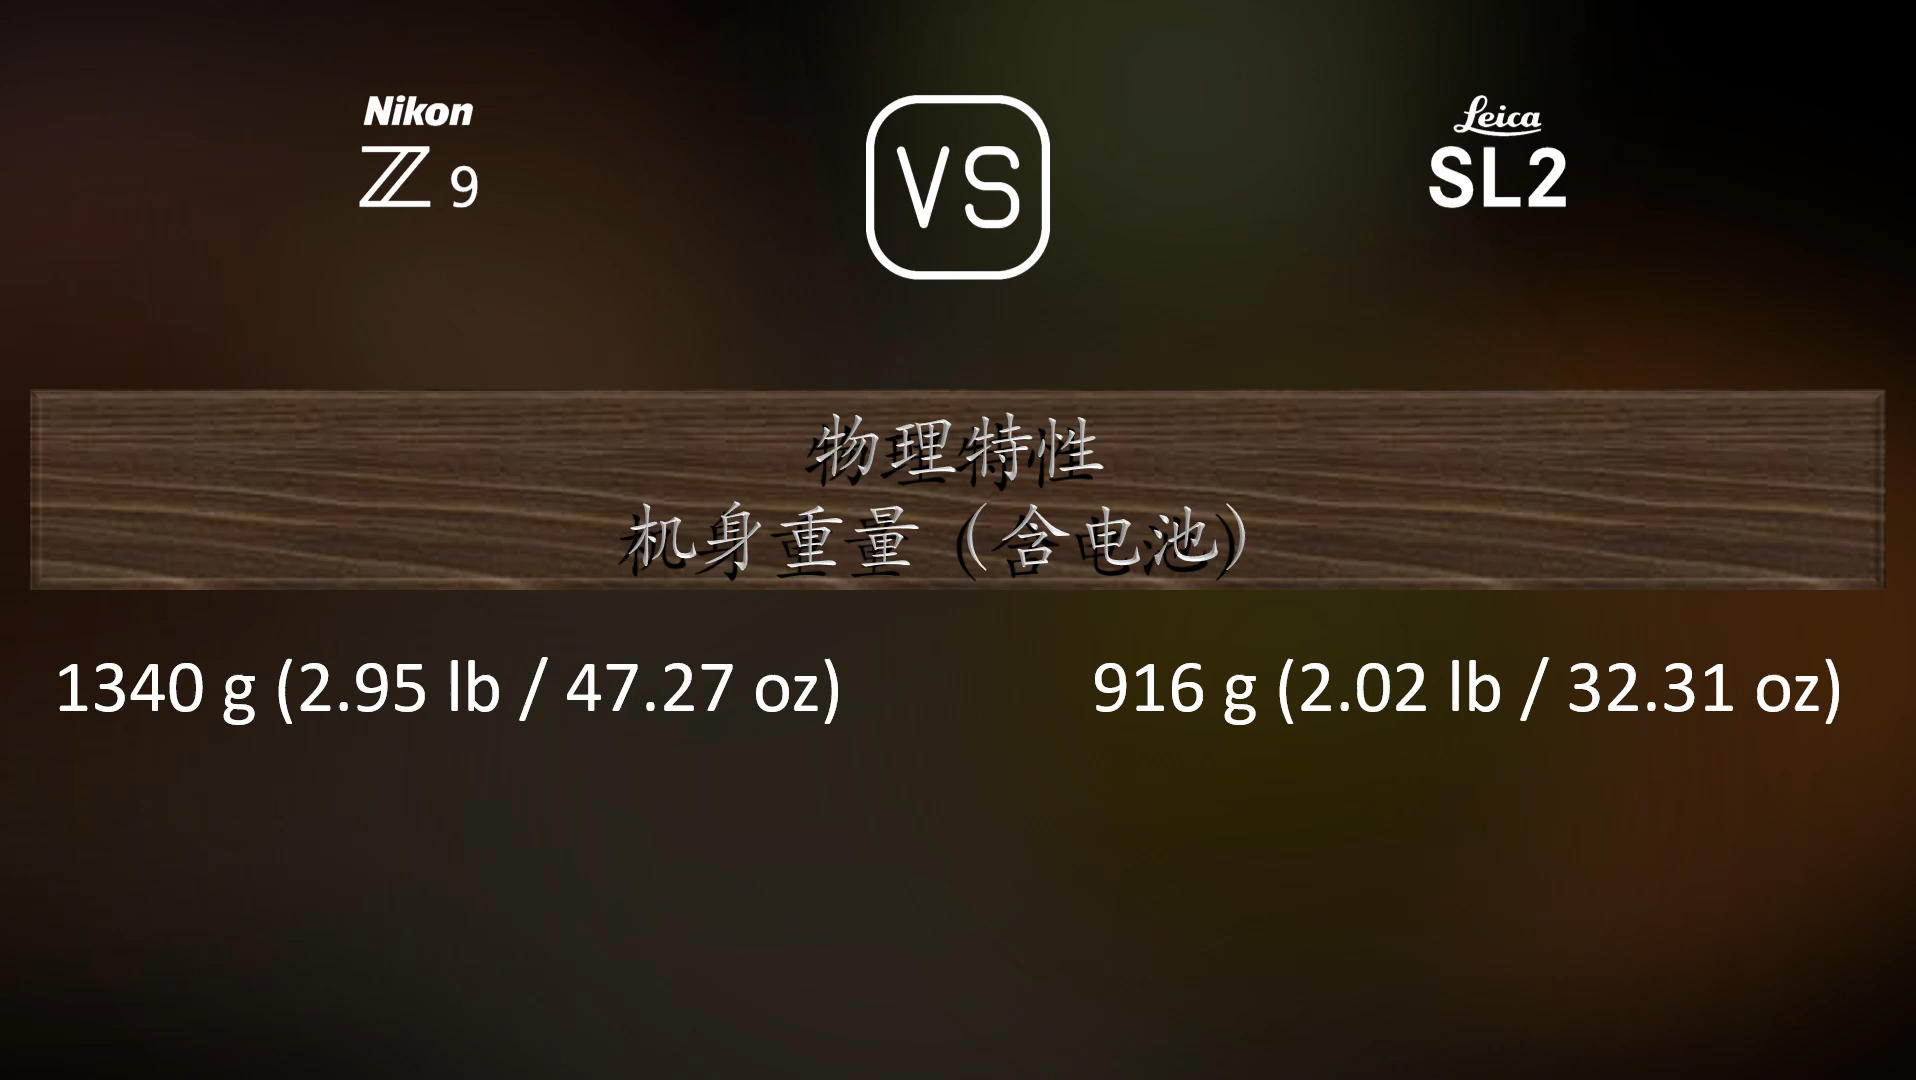 Nikon
Z 9
VS
Leica
SL2
物理特性
机身重量（含电池）
1340 g (2.95 lb / 47.27 oz)
916 g (2.02 lb / 32.31 oz)